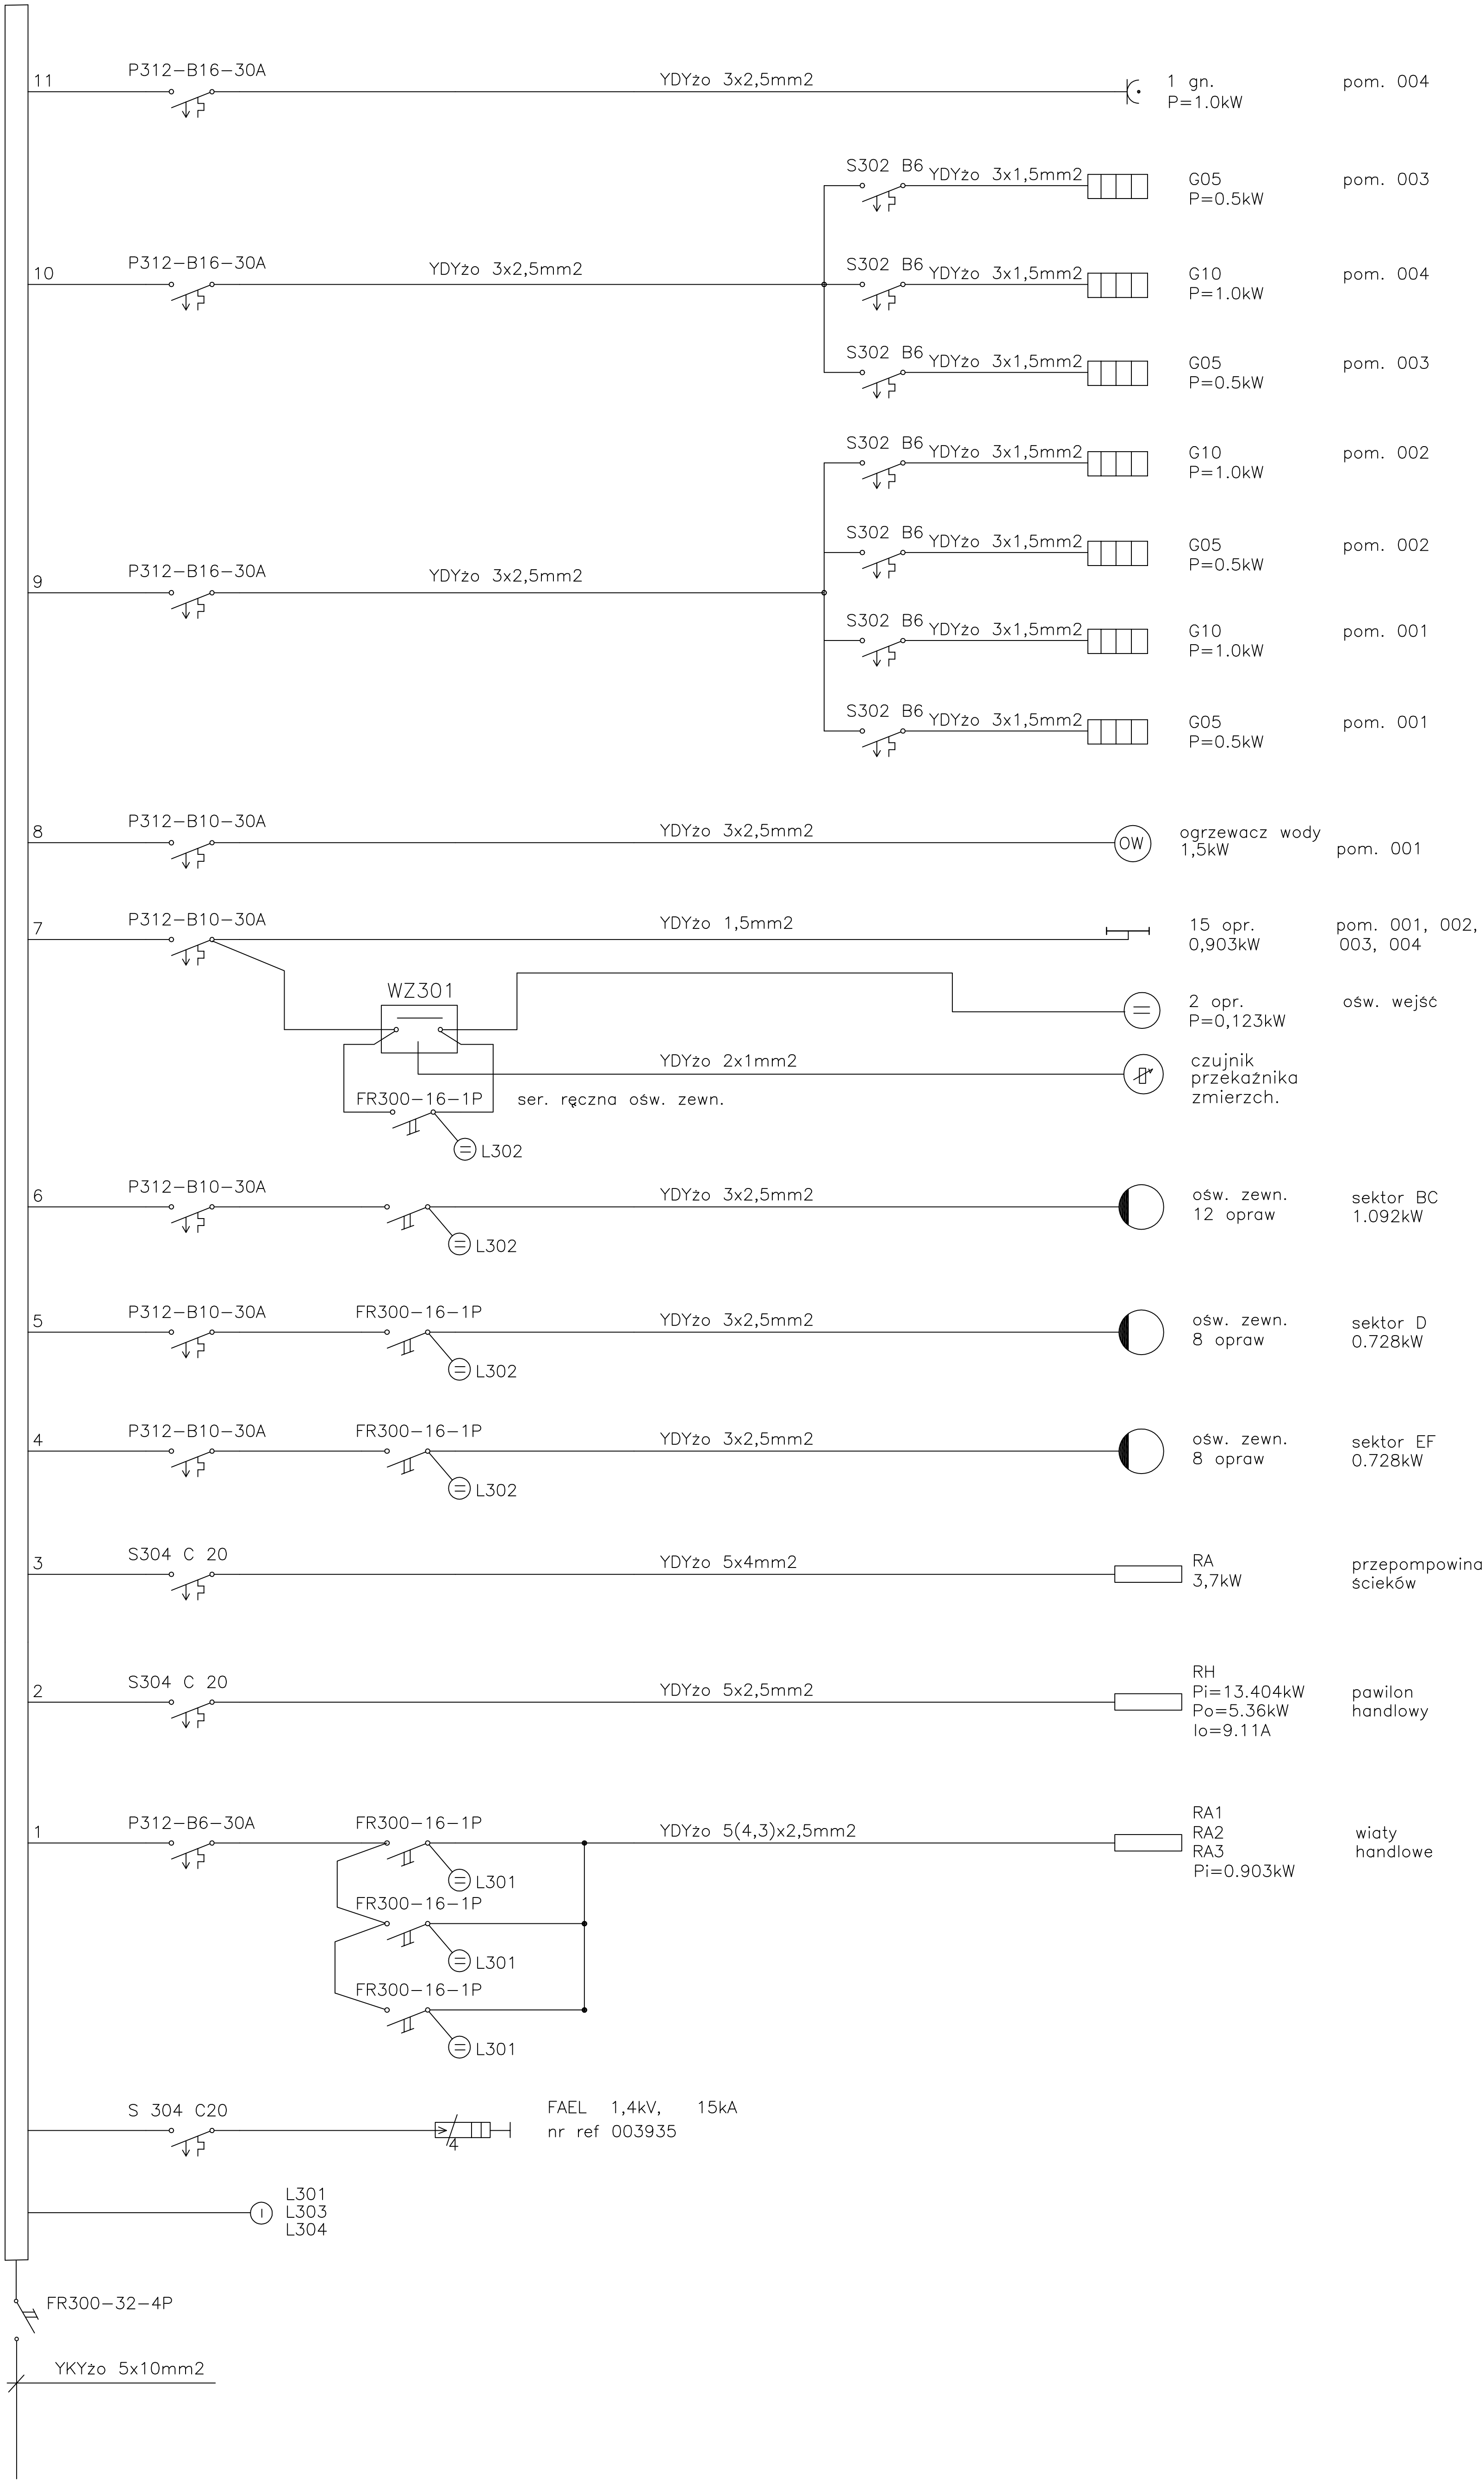 11
P312-B16-30A
YDYżo 3x2,5mm2
1 gn.
P=1.0kW
pom. 004
S302 B6
YDYżo 3x1,5mm2
G05
P=0.5kW
pom. 003
10
P312-B16-30A
YDYżo 3x2,5mm2
S302 B6
YDYżo 3x1,5mm2
G10
P=1.0kW
pom. 004
S302 B6
YDYżo 3x1,5mm2
G05
P=0.5kW
pom. 003
S302 B6
YDYżo 3x1,5mm2
G10
P=1.0kW
pom. 002
S302 B6
YDYżo 3x1,5mm2
G05
P=0.5kW
pom. 002
9
P312-B16-30A
YDYżo 3x2,5mm2
S302 B6
YDYżo 3x1,5mm2
G10
P=1.0kW
pom. 001
S302 B6
YDYżo 3x1,5mm2
G05
P=0.5kW
pom. 001
8
P312-B10-30A
YDYżo 3x2,5mm2
OW
ogrzewacz wody
1,5kW
pom. 001
7
P312-B10-30A
YDYżo 1,5mm2
15 opr.
0,903kW
pom. 001, 002,
003, 004
WZ301
2 opr.
P=0,123kW
ośw. wejść
YDYżo 2x1mm2
czujnik
przekaźnika
zmierzch.
FR300-16-1P
ser. ręczna ośw. zewn.
L302
6
P312-B10-30A
L302
YDYżo 3x2,5mm2
ośw. zewn.
12 opraw
sektor BC
1.092kW
5
P312-B10-30A
FR300-16-1P
L302
YDYżo 3x2,5mm2
ośw. zewn.
8 opraw
sektor D
0.728kW
4
P312-B10-30A
FR300-16-1P
L302
YDYżo 3x2,5mm2
ośw. zewn.
8 opraw
sektor EF
0.728kW
3
S304 C 20
YDYżo 5x4mm2
RA
3,7kW
przepompowina
ścieków
2
S304 C 20
YDYżo 5x2,5mm2
RH
Pi=13.404kW
Po=5.36kW
Io=9.11A
pawilon
handlowy
1
P312-B6-30A
FR300-16-1P
L301
FR300-16-1P
L301
FR300-16-1P
L301
YDYżo 5(4,3)x2,5mm2
RA1
RA2
RA3
Pi=0.903kW
wiaty
handlowe
S 304 C20
4
FAEL 1,4kV, 15kA
nr ref 003935
L301
L303
L304
FR300-32-4P
YKYżo 5x10mm2